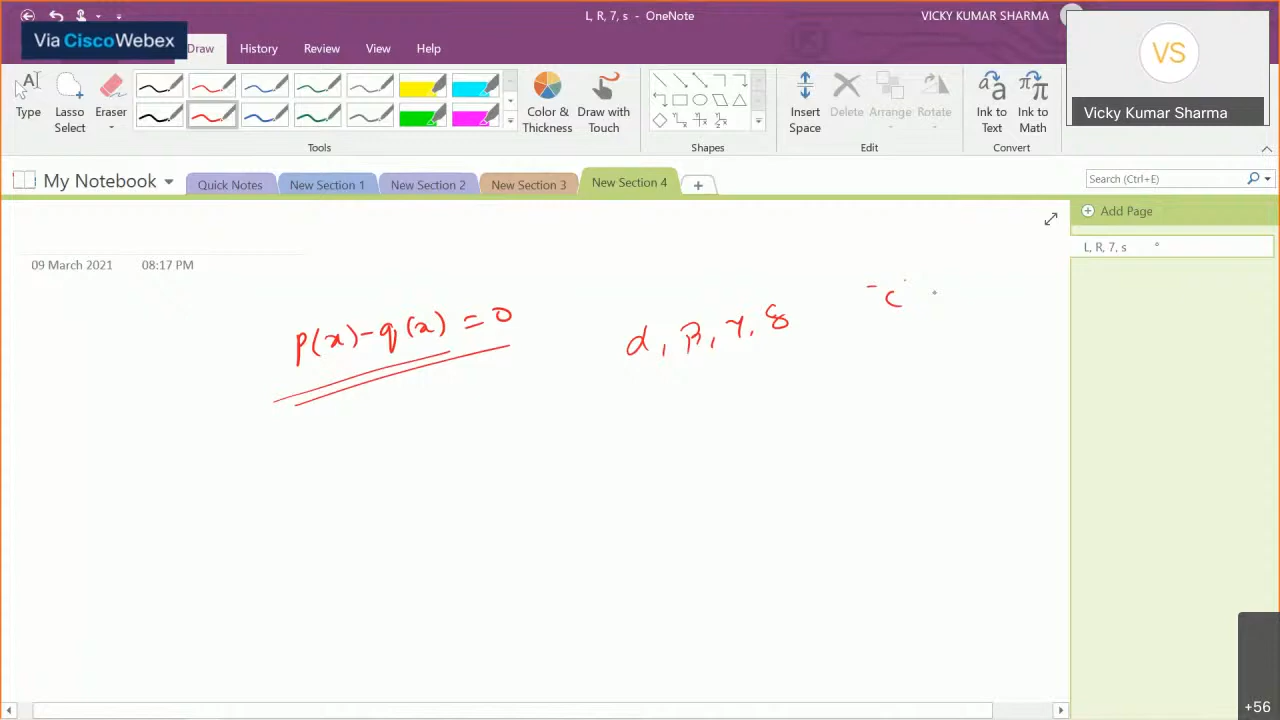 L, R, 7, s - OneNote
VICKY KUMAR SHARMA
VS
Vicky Kumar Sharma
Via CiscoWebex
Draw
History
Review
View
Help
Type
Lasso Select
Eraser
Color & Thickness
Draw with Touch
Insert Space
Delete
Arrange
Rotate
Ink to Text
Ink to Math
Tools
Shapes
Edit
Convert
My Notebook
Quick Notes
New Section 1
New Section 2
New Section 3
New Section 4
Search (Ctrl+E)
Add Page
L, R, 7, s
09 March 2021
08:17 PM
p(x)-q(x) = 0
α, β, γ, δ
-c
+56